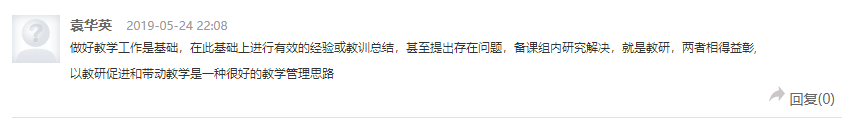 袁华英 2019-05-24 22:08
做好教学工作是基础，在此基础上进行有效的经验或教训总结，甚至提出存在问题，备课组内研究解决，就是教研，两者相得益彰，
以教研促进和带动教学是一种很好的教学管理思路
回复(0)